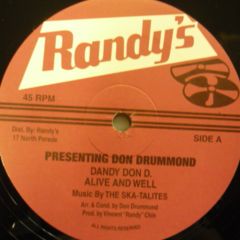 Randy's
45 RPM
Dist. By: Randy's
17 North Parade
SIDE A
PRESENTING DON DRUMMOND
DANDY DON D.
ALIVE AND WELL
Music By THE SKA-TALITES
Arr. & Cond. by Don Drummond
Prod. by Vincent "Randy" Chin
ALL RIGHTS RESERVED